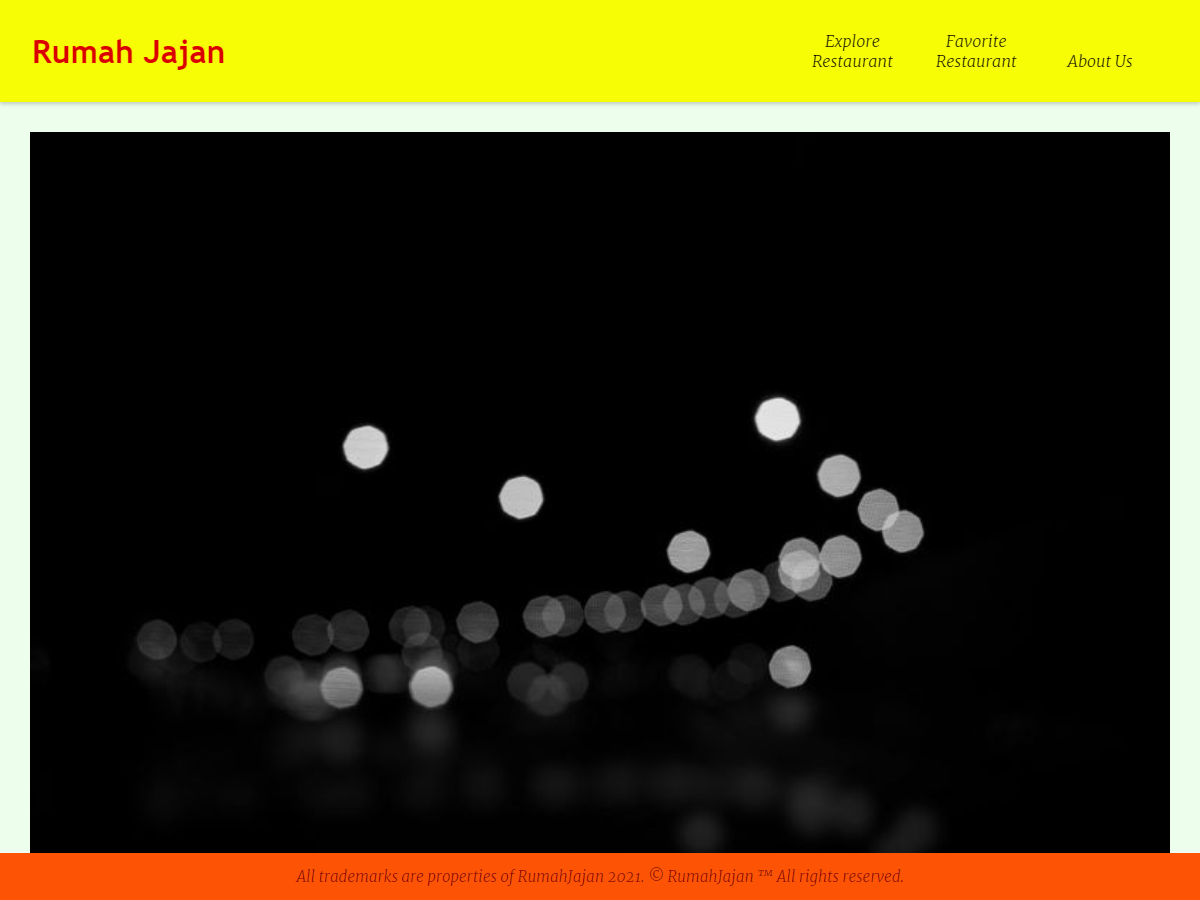 Rumah Jajan
Explore
Restaurant
Favorite
Restaurant
About Us
All trademarks are properties of RumahJajan 2021. © RumahJajan ™ All rights reserved.